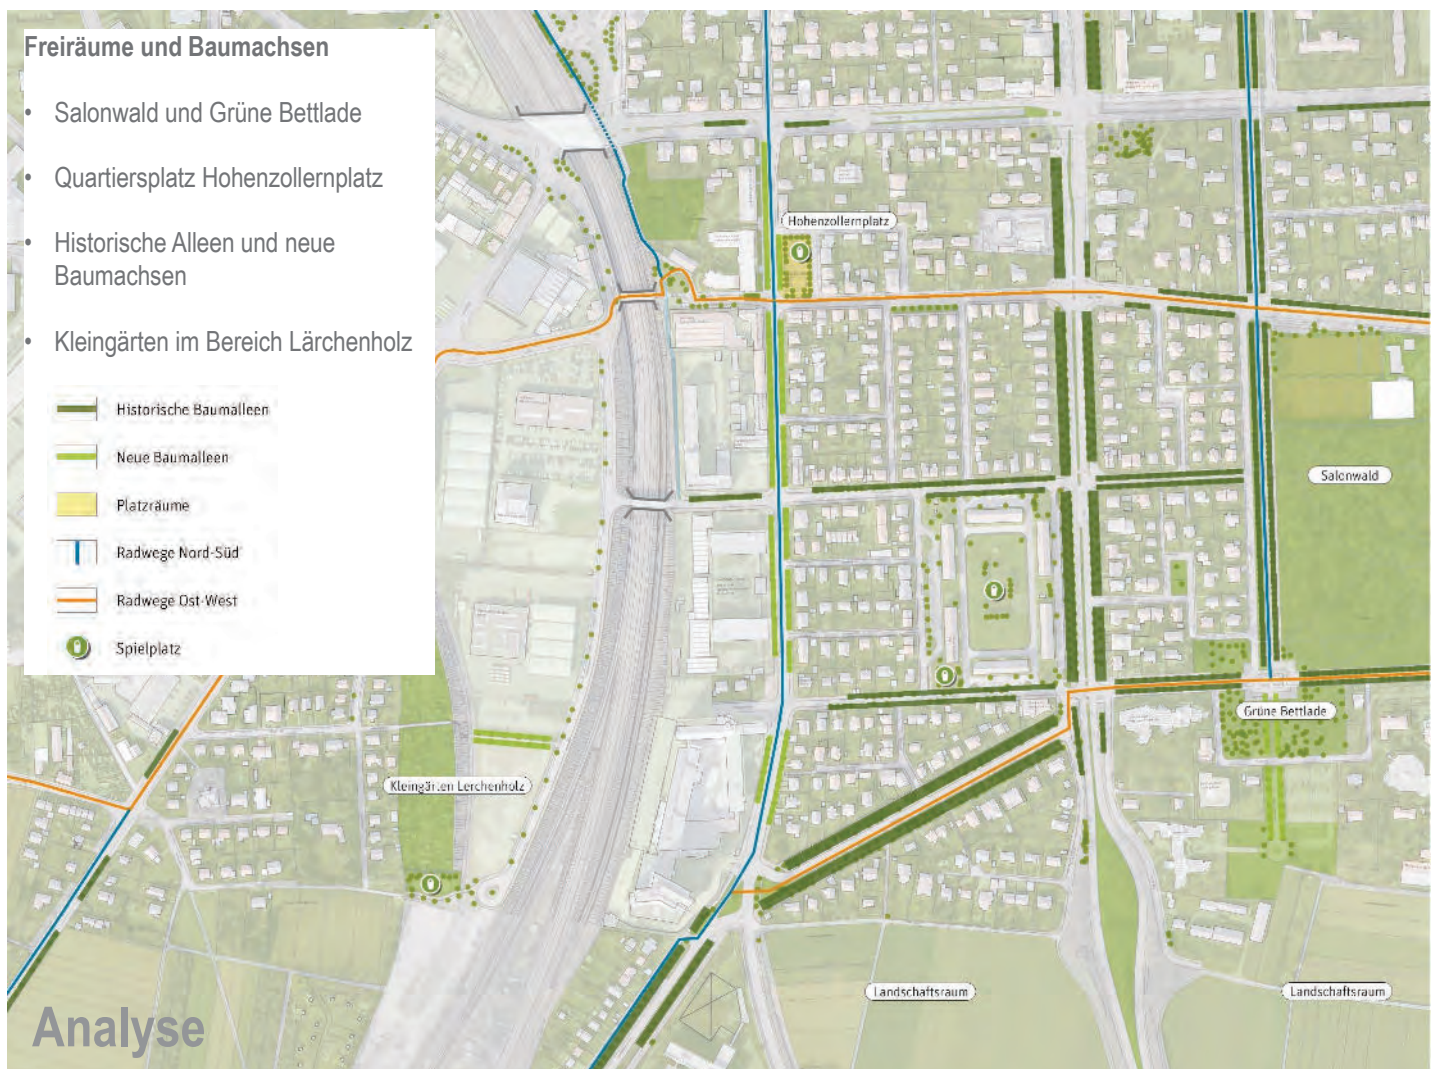 Freiräume und Baumachsen
• Salonwald und Grüne Bettlade
• Quartiersplatz Hohenzollernplatz
• Historische Alleen und neue
Baumachsen
• Kleingärten im Bereich Lärchenholz
Historische Baumalleen
Neue Baumalleen
Platzräume
Radwege Nord-Süd
Radwege Ost-West
Spielplatz
Hohenzollernplatz
Salonwald
Grüne Bettlade
Kleingärten Lerchenholz
Landschaftsraum
Landschaftsraum
Analyse